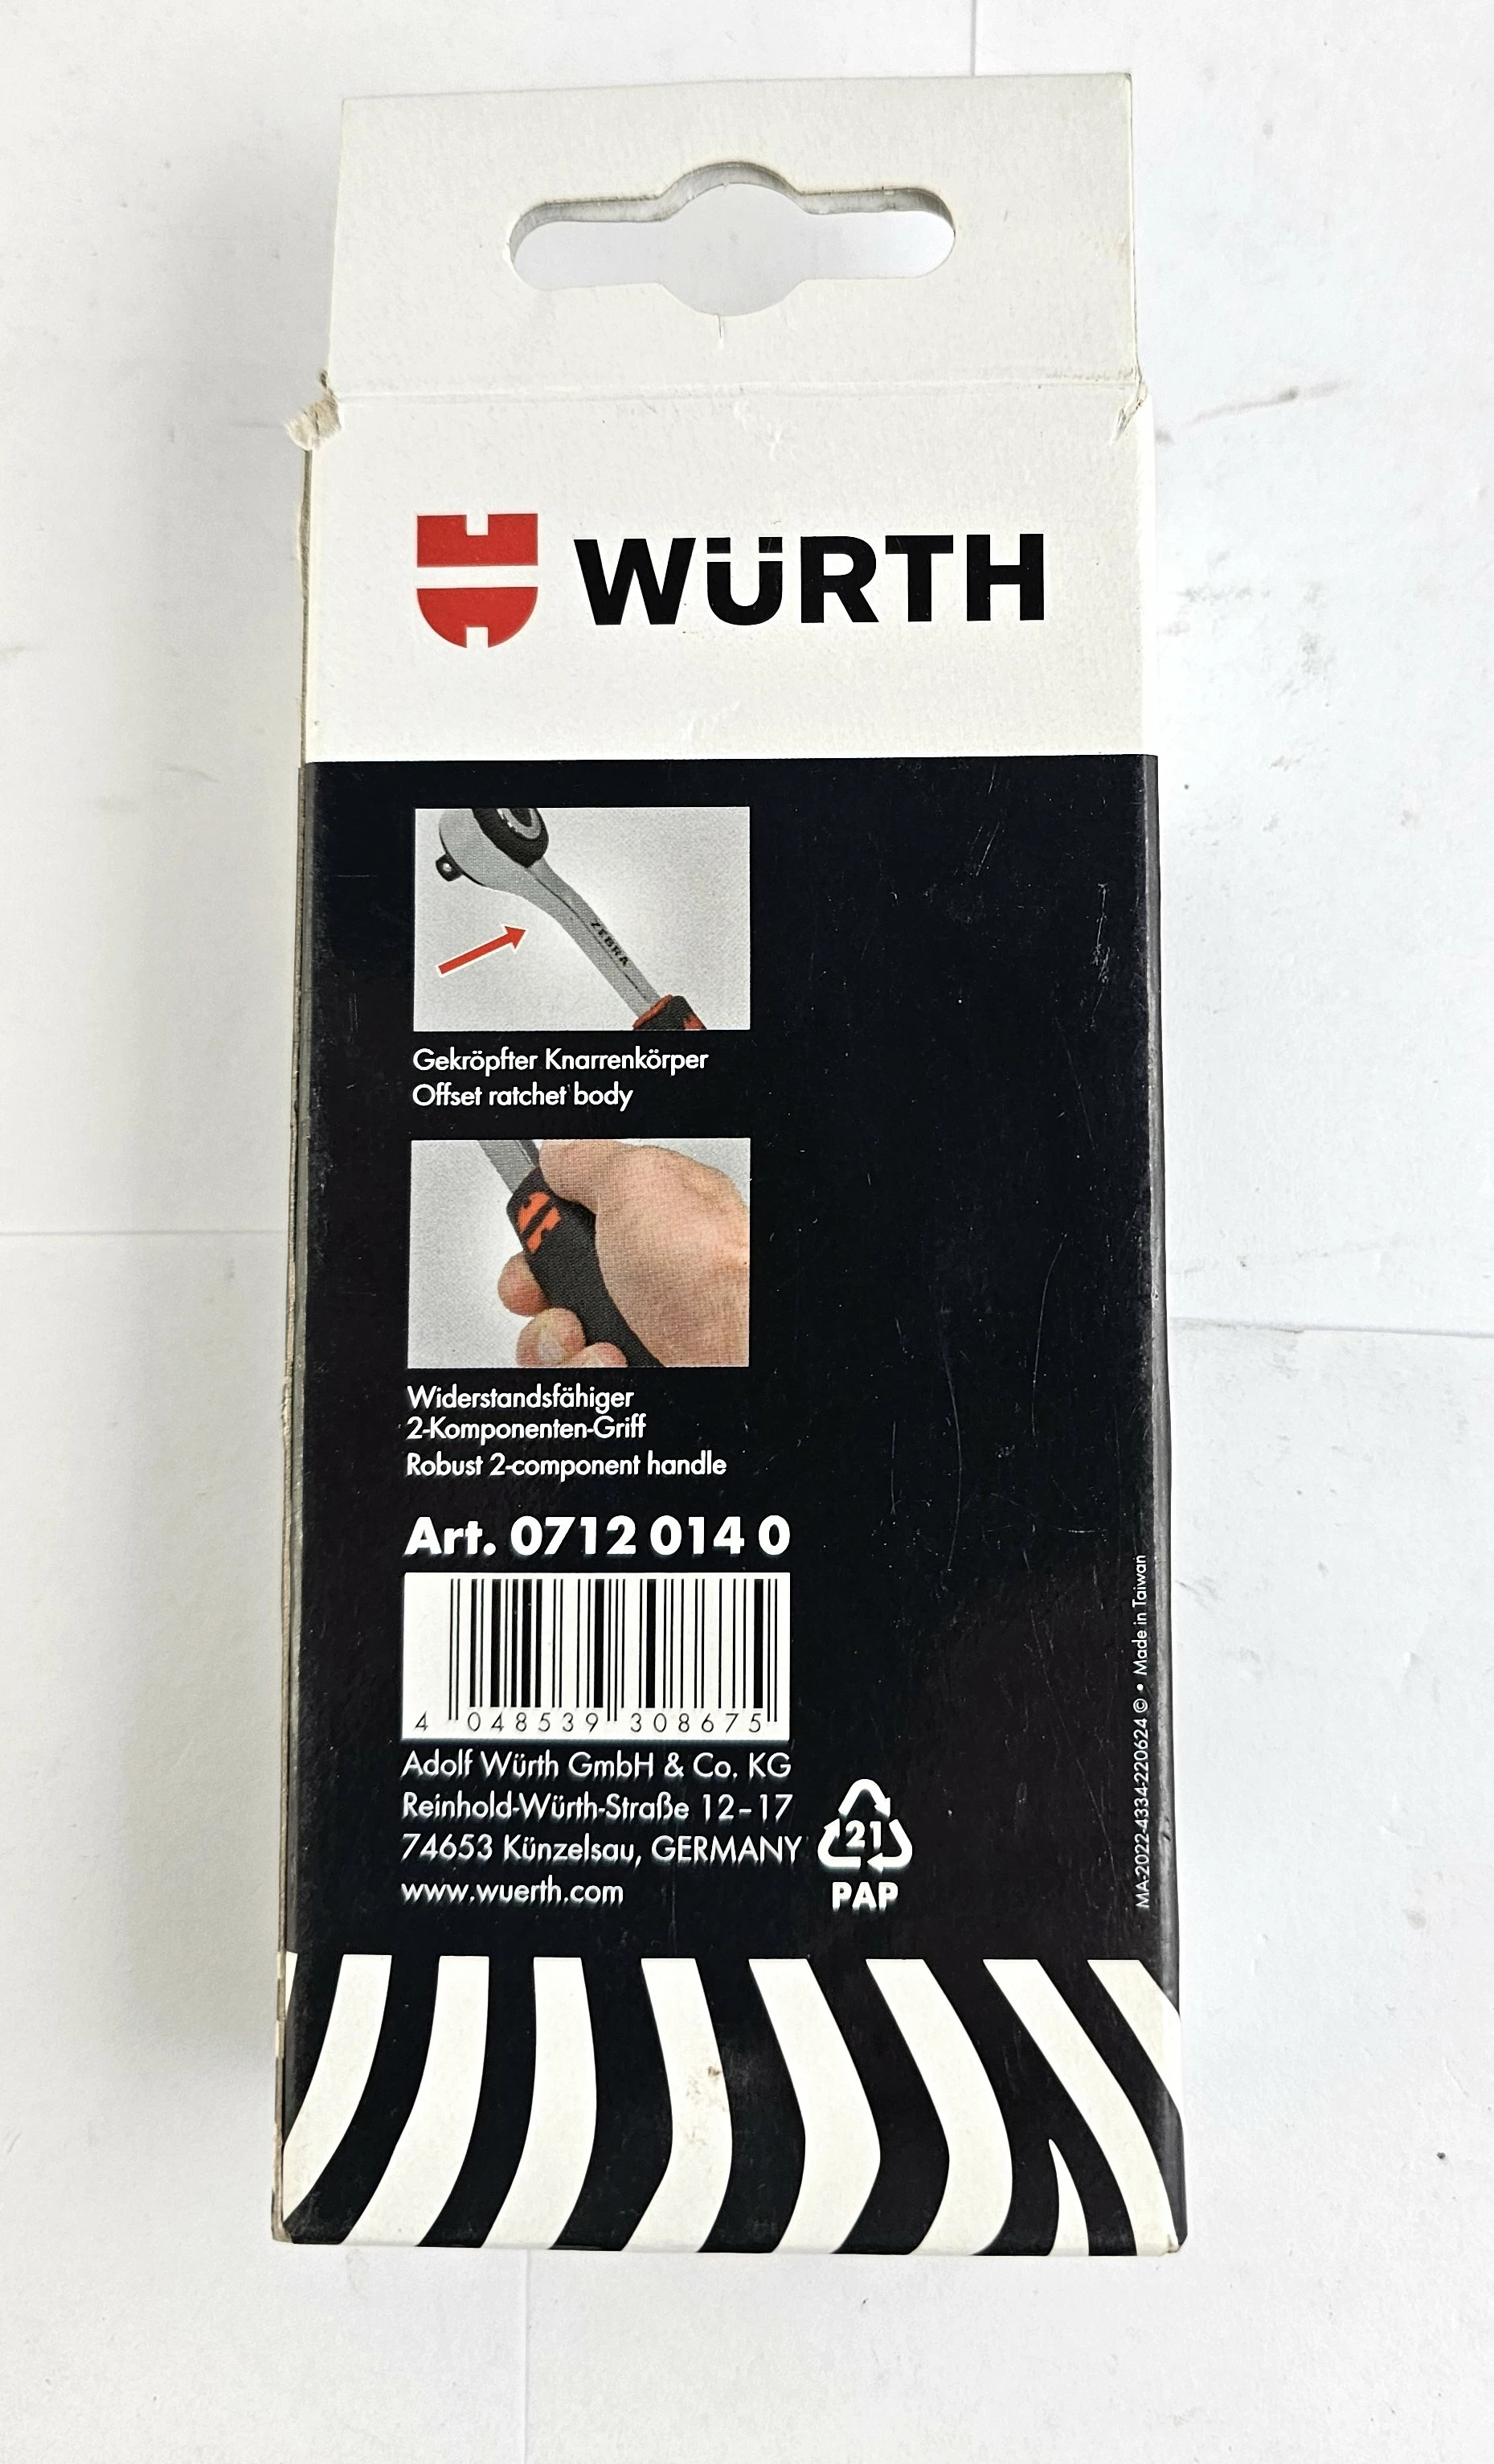 WÜRTH
ZEBRA
Gekröpfter Knarrenkörper
Offset ratchet body
Widerstandsfähiger
2-Komponenten-Griff
Robust 2-component handle
Art. 0712 014 0
4 048539 308675
Adolf Würth GmbH & Co. KG
Reinhold-Würth-Straße 12–17
74653 Künzelsau, GERMANY
www.wuerth.com
21
PAP
MA-2022-4334-220624 © • Made in Taiwan